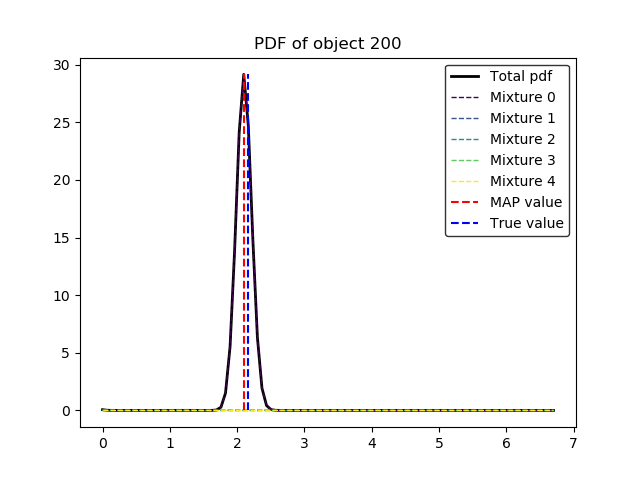 PDF of object 200
30
25
20
15
10
5
0
0 1 2 3 4 5 6 7
Total pdf
Mixture 0
Mixture 1
Mixture 2
Mixture 3
Mixture 4
MAP value
True value